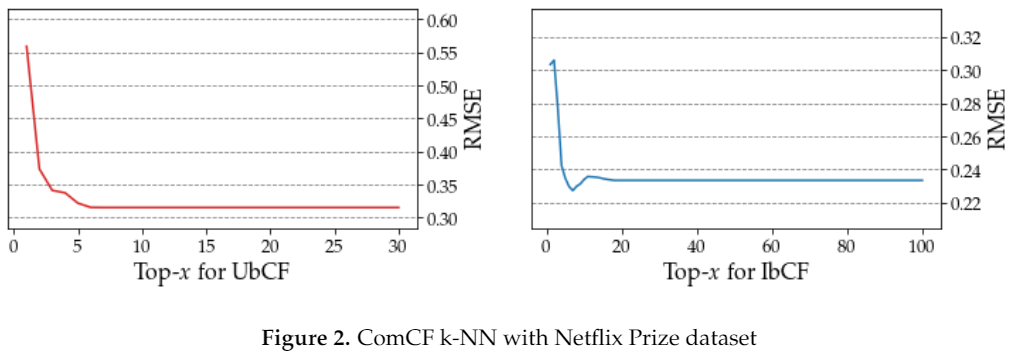 0.60
0.55
0.50
0.45
0.40
0.35
0.30
RMSE
0 5 10 15 20 25 30
Top-x for UbCF
0.32
0.30
0.28
0.26
0.24
0.22
RMSE
0 20 40 60 80 100
Top-x for IbCF
Figure 2. ComCF k-NN with Netflix Prize dataset